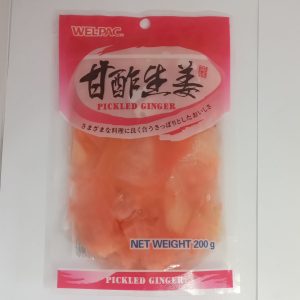 WEL-PAC
甘酢生姜
PICKLED GINGER
さまざまな料理に良く合うさっぱりとしたおいしさ
NET WEIGHT 200g
PICKLED GINGER